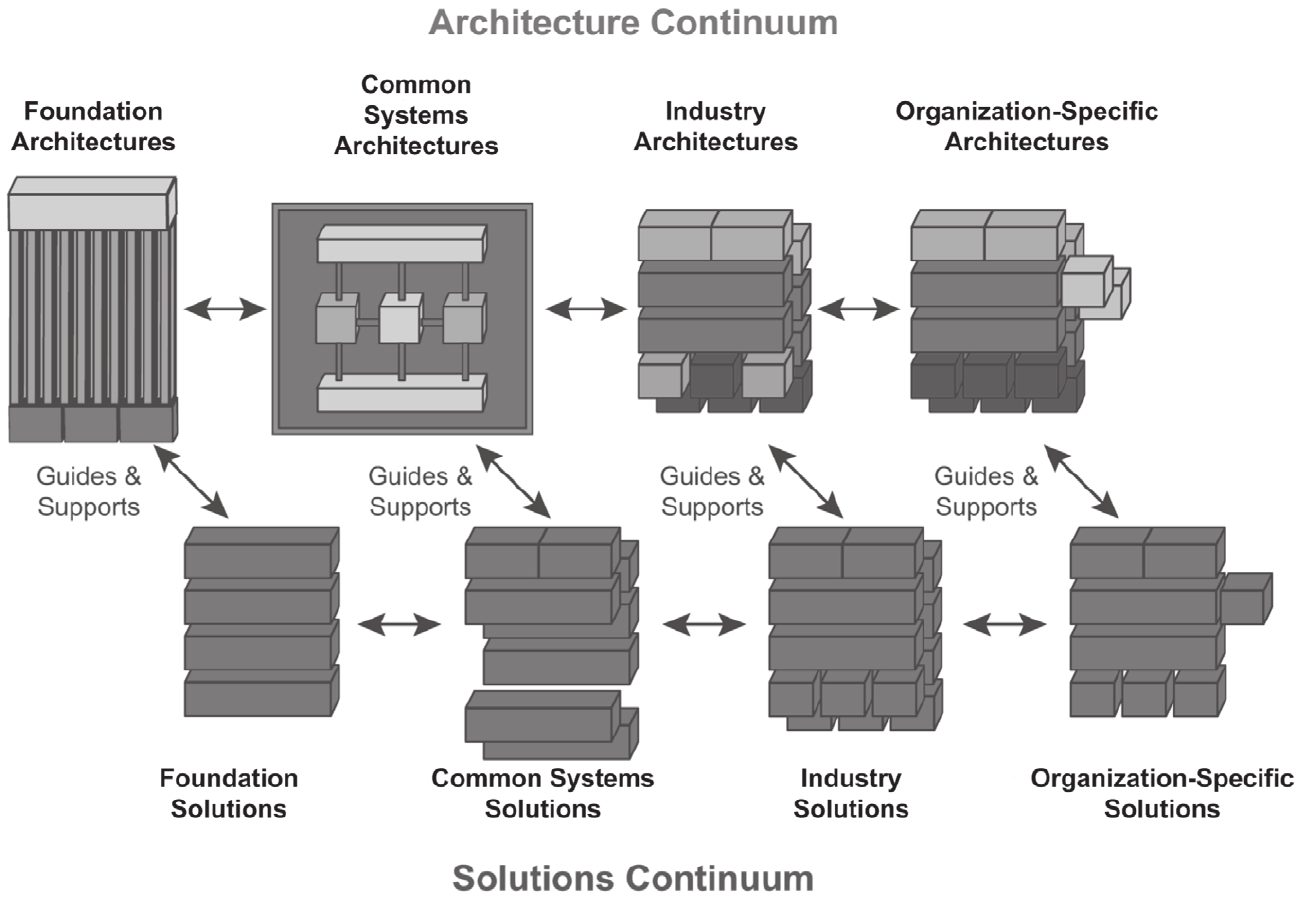 Architecture Continuum
Foundation
Architectures
Common
Systems
Architectures
Industry
Architectures
Organization-Specific
Architectures
Guides &
Supports
Guides &
Supports
Guides &
Supports
Guides &
Supports
Foundation
Solutions
Common Systems
Solutions
Industry
Solutions
Organization-Specific
Solutions
Solutions Continuum